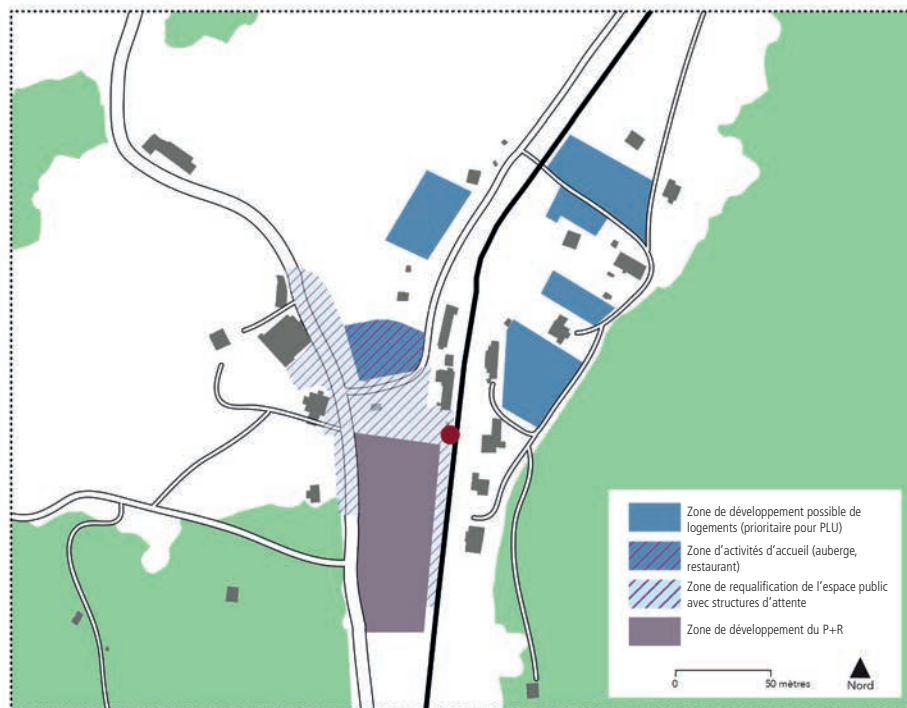 Zone de développement possible de
logements (prioritaire pour PLU)
Zone d'activités d'accueil (auberge,
restaurant)
Zone de requalification de l'espace public
avec structures d'attente
Zone de développement du P+R
0 50 mètres
Nord